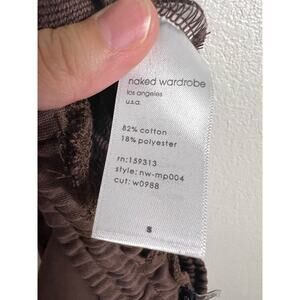 naked wardrobe
los angeles
u.s.a.
82% cotton
18% polyester
rn:159313
style: nw-mp004
cut: w0988
s